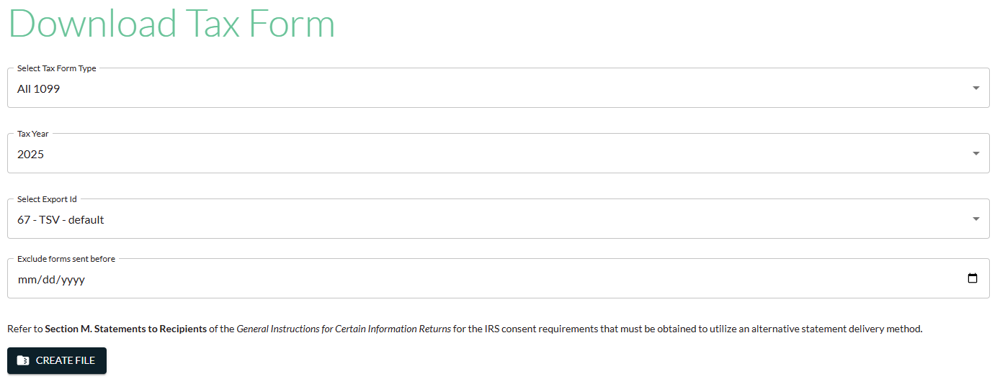 Download Tax Form
Select Tax Form Type
All 1099
Tax Year
2025
Select Export Id
67 - TSV - default
Exclude forms sent before
mm/dd/yyyy
Refer to Section M. Statements to Recipients of the General Instructions for Certain Information Returns for the IRS consent requirements that must be obtained to utilize an alternative statement delivery method.
CREATE FILE